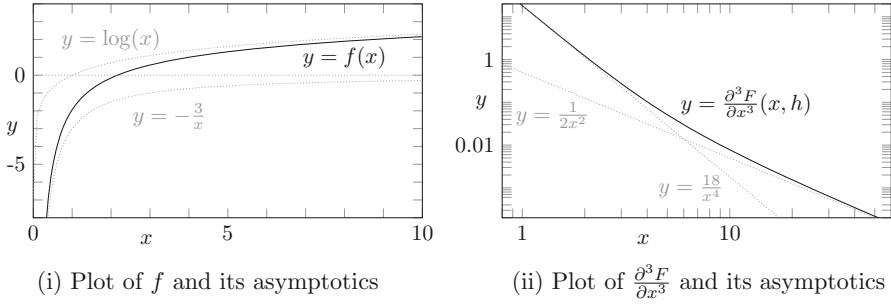 y = log(x)
y = f(x)
0
y
y = −3/x
-5
0 5 10
x
(i) Plot of f and its asymptotics
1
y
y = ∂³F/∂x³ (x, h)
y = 1/2x²
0.01
y = 18/x⁴
1 10
x
(ii) Plot of ∂³F/∂x³ and its asymptotics